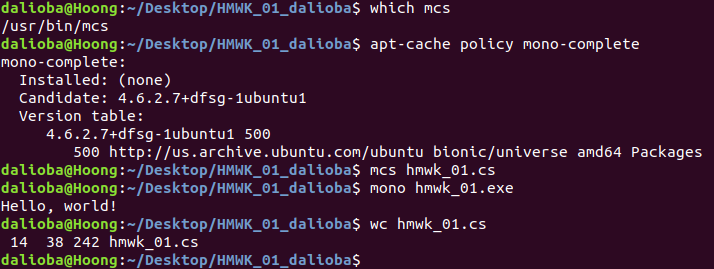 dalioba@Hoong:~/Desktop/HMWK_01_dalioba$ which mcs
/usr/bin/mcs
dalioba@Hoong:~/Desktop/HMWK_01_dalioba$ apt-cache policy mono-complete
mono-complete:
  Installed: (none)
  Candidate: 4.6.2.7+dfsg-1ubuntu1
  Version table:
     4.6.2.7+dfsg-1ubuntu1 500
        500 http://us.archive.ubuntu.com/ubuntu bionic/universe amd64 Packages
dalioba@Hoong:~/Desktop/HMWK_01_dalioba$ mcs hmwk_01.cs
dalioba@Hoong:~/Desktop/HMWK_01_dalioba$ mono hmwk_01.exe
Hello, world!
dalioba@Hoong:~/Desktop/HMWK_01_dalioba$ wc hmwk_01.cs
 14  38 242 hmwk_01.cs
dalioba@Hoong:~/Desktop/HMWK_01_dalioba$